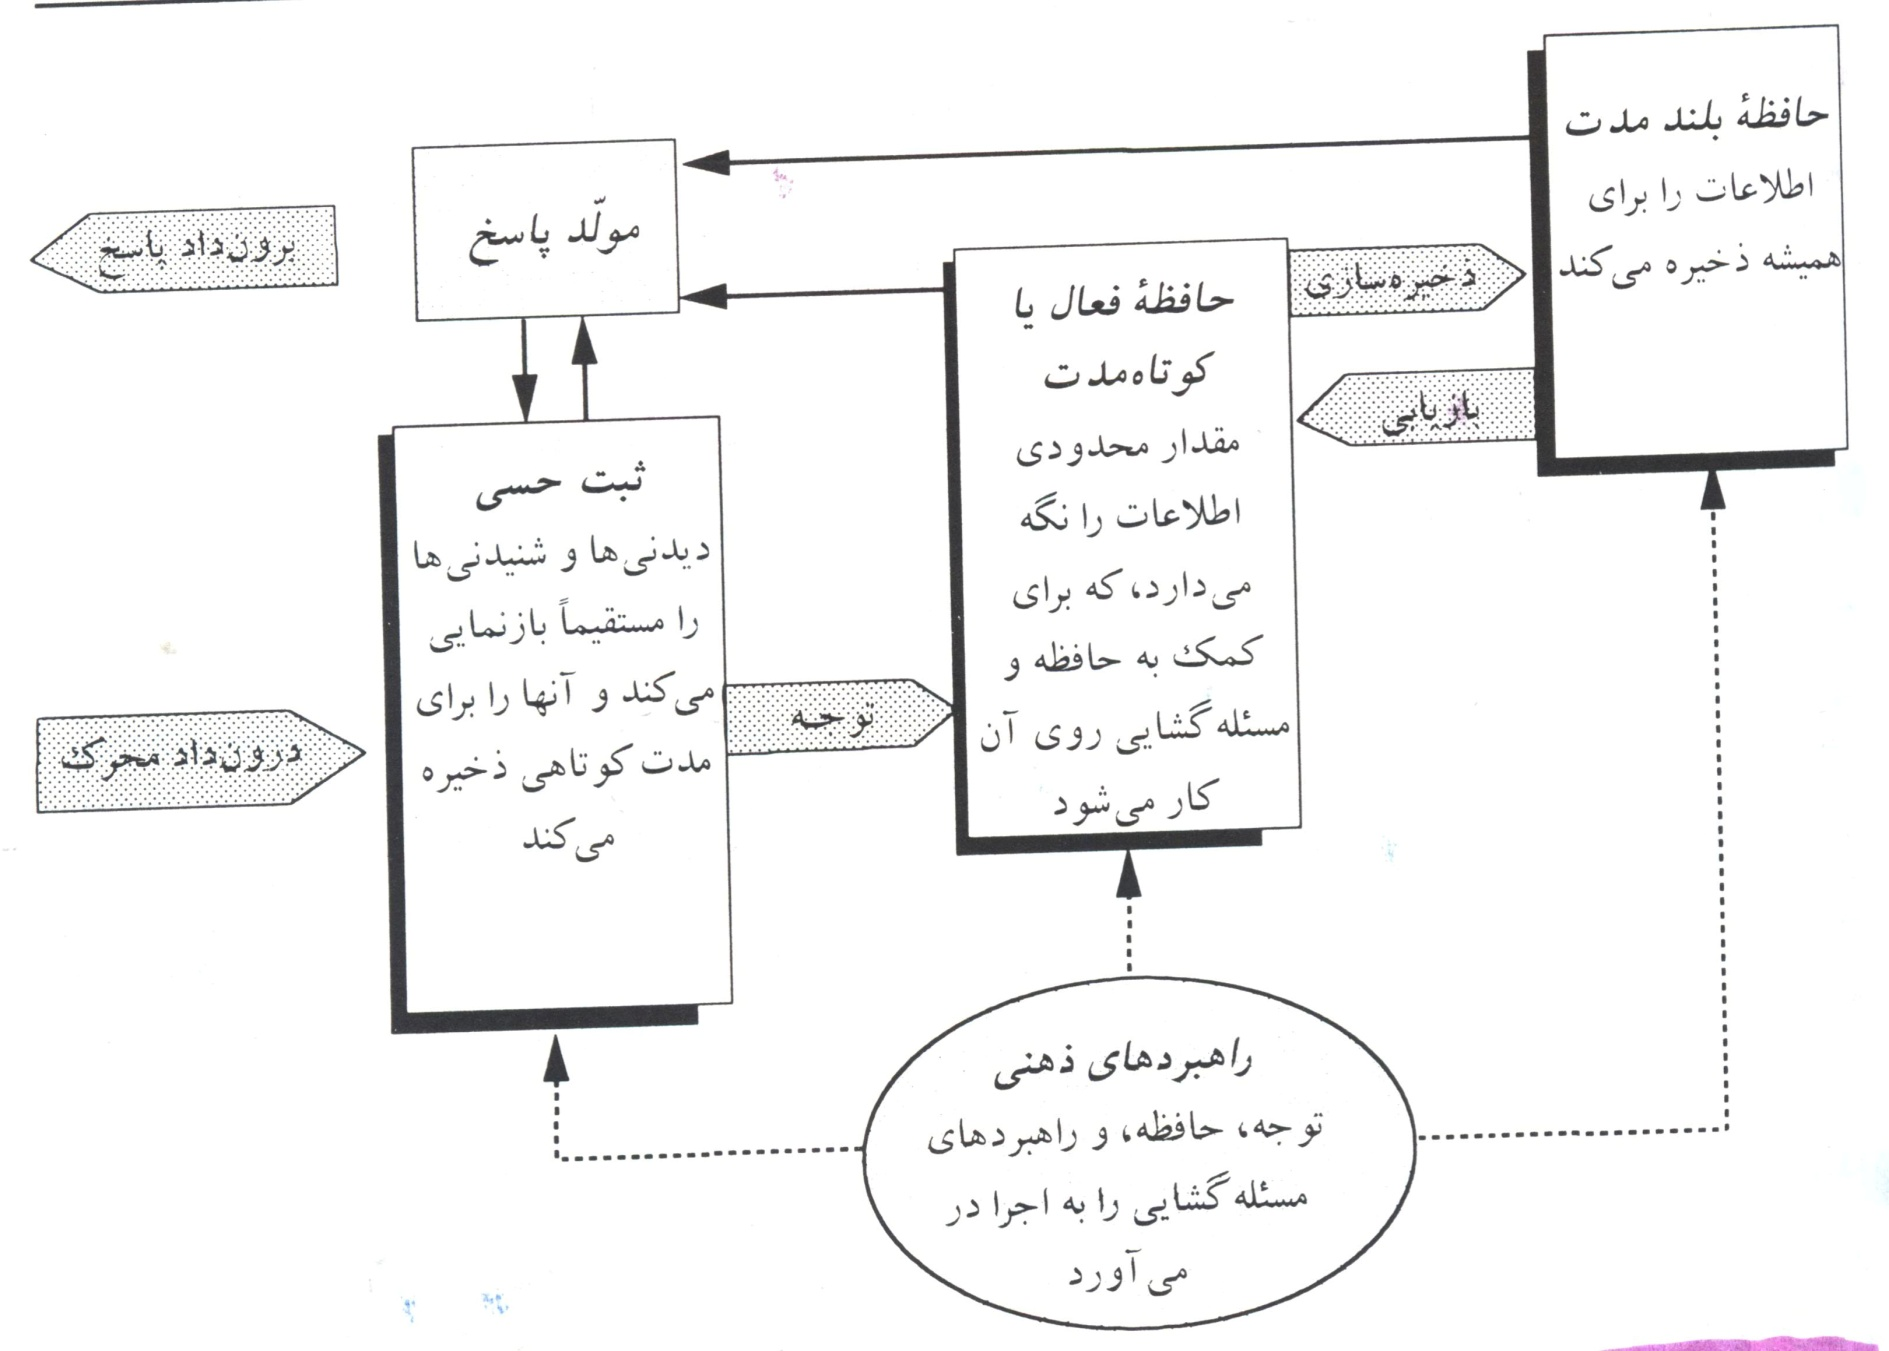 حافظهٔ بلند مدت
اطلاعات را برای
همیشه ذخیره می‌کند
مولّد پاسخ
برون‌داد پاسخ
ذخیره‌سازی
بازیابی
حافظهٔ فعال یا
کوتاه‌مدت
مقدار محدودی
اطلاعات را نگه
می‌دارد، که برای
کمک به حافظه و
مسئله‌گشایی روی آن
کار می‌شود
ثبت حسی
دیدنی‌ها و شنیدنی‌ها
را مستقیماً بازنمایی
می‌کند و آنها را برای
مدت کوتاهی ذخیره
می‌کند
توجه
درون‌داد محرک
راهبردهای ذهنی
توجه، حافظه، و راهبردهای
مسئله‌گشایی را به اجرا در
می‌آورد